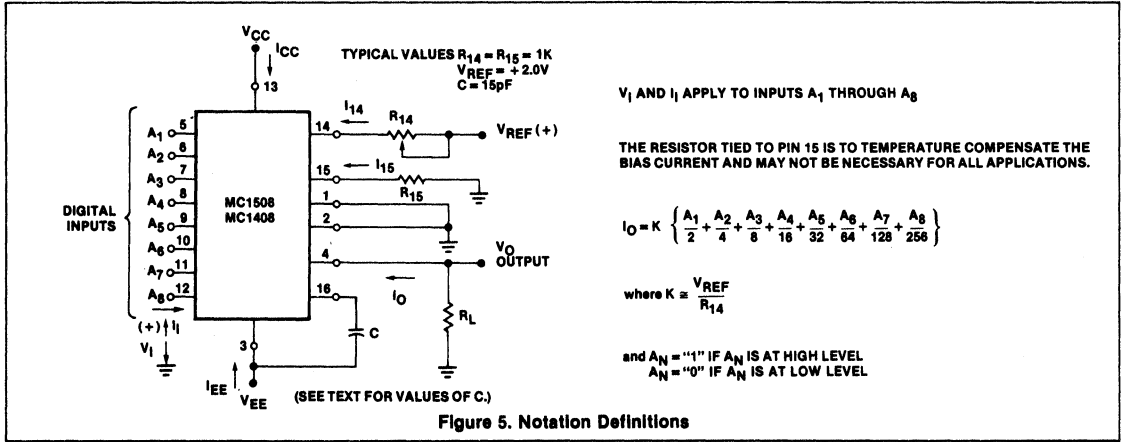 VCC
ICC
13
TYPICAL VALUES R14 = R15 = 1K
VREF = +2.0V
C = 15pF
DIGITAL
INPUTS
A1 5
A2 6
A3 7
A4 8
A5 9
A6 10
A7 11
A8 12
(+) II
VI
MC1508
MC1408
14
I14
R14
VREF (+)
15
I15
R15
1
2
4
VO
OUTPUT
IO
16
C
RL
3
IEE
VEE
(SEE TEXT FOR VALUES OF C.)
VI AND II APPLY TO INPUTS A1 THROUGH A8
THE RESISTOR TIED TO PIN 15 IS TO TEMPERATURE COMPENSATE THE
BIAS CURRENT AND MAY NOT BE NECESSARY FOR ALL APPLICATIONS.
IO = K { A1/2 + A2/4 + A3/8 + A4/16 + A5/32 + A6/64 + A7/128 + A8/256 }
where K ≅ VREF/R14
and AN = "1" IF AN IS AT HIGH LEVEL
AN = "0" IF AN IS AT LOW LEVEL
Figure 5. Notation Definitions